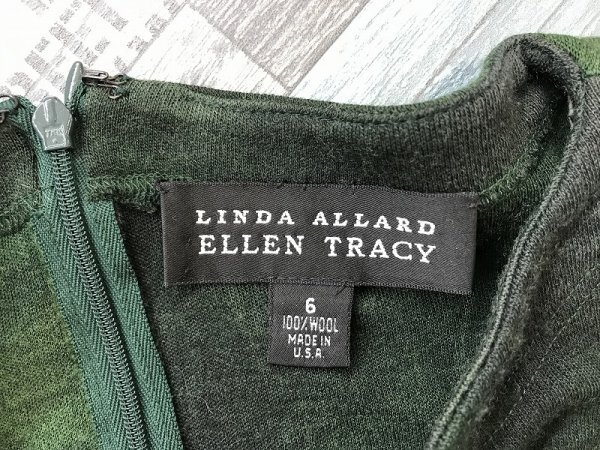 LINDA ALLARD
ELLEN TRACY
6
100% WOOL
MADE IN
U.S.A.